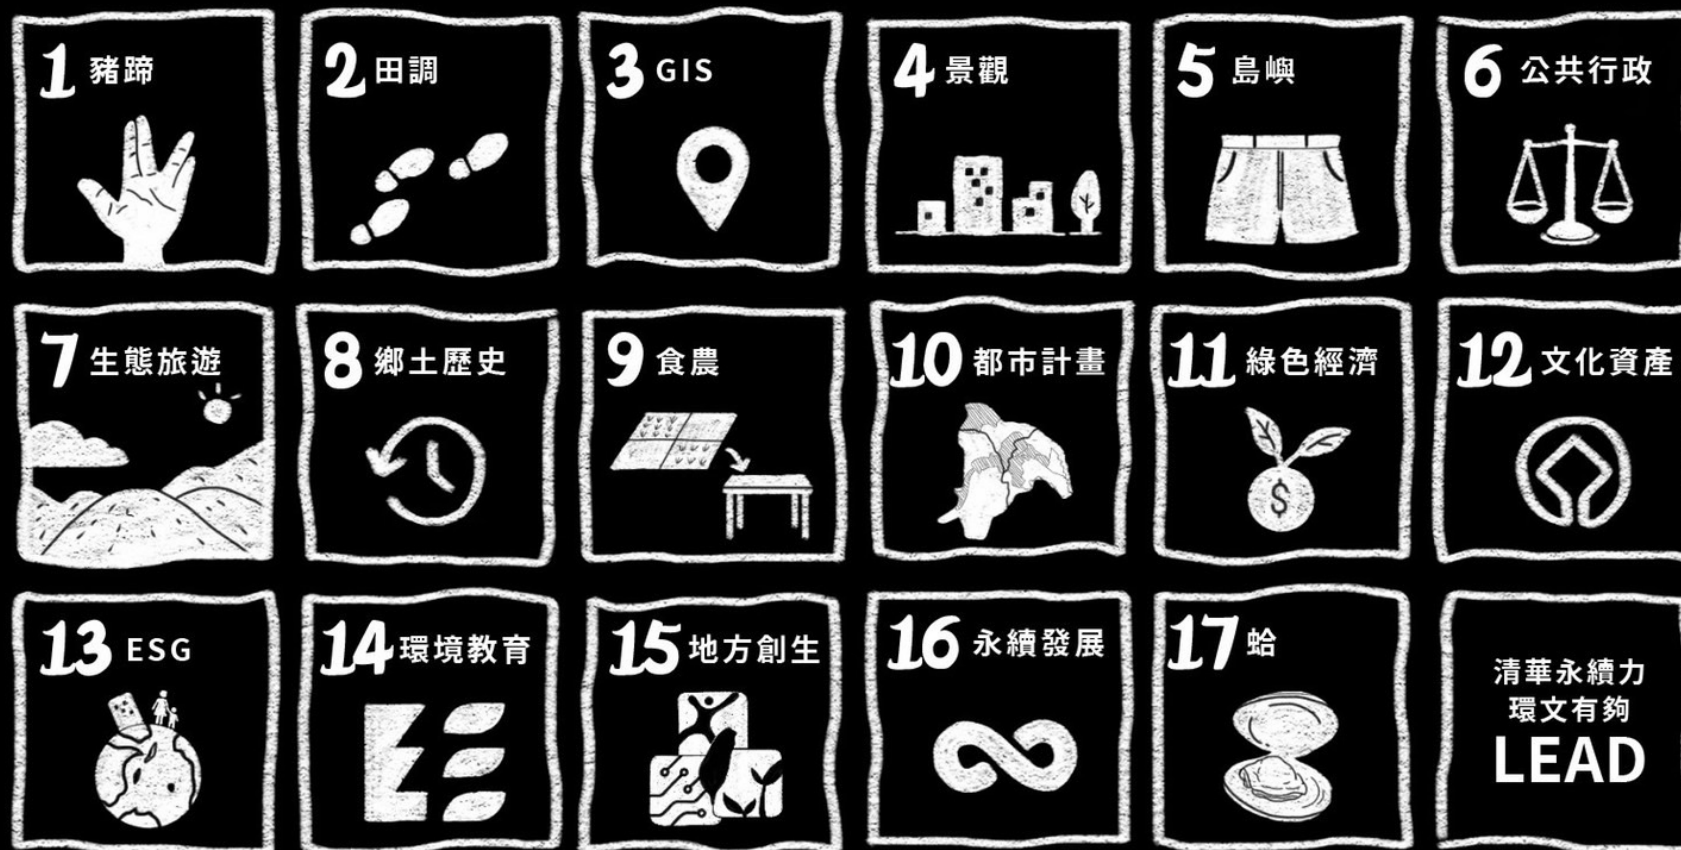 1 豬蹄
2 田調
3 GIS
4 景觀
5 島嶼
6 公共行政
7 生態旅遊
8 鄉土歷史
9 食農
10 都市計畫
11 綠色經濟
12 文化資產
13 ESG
14 環境教育
15 地方創生
16 永續發展
17 蛤
$
清華永續力
環文有夠
LEAD